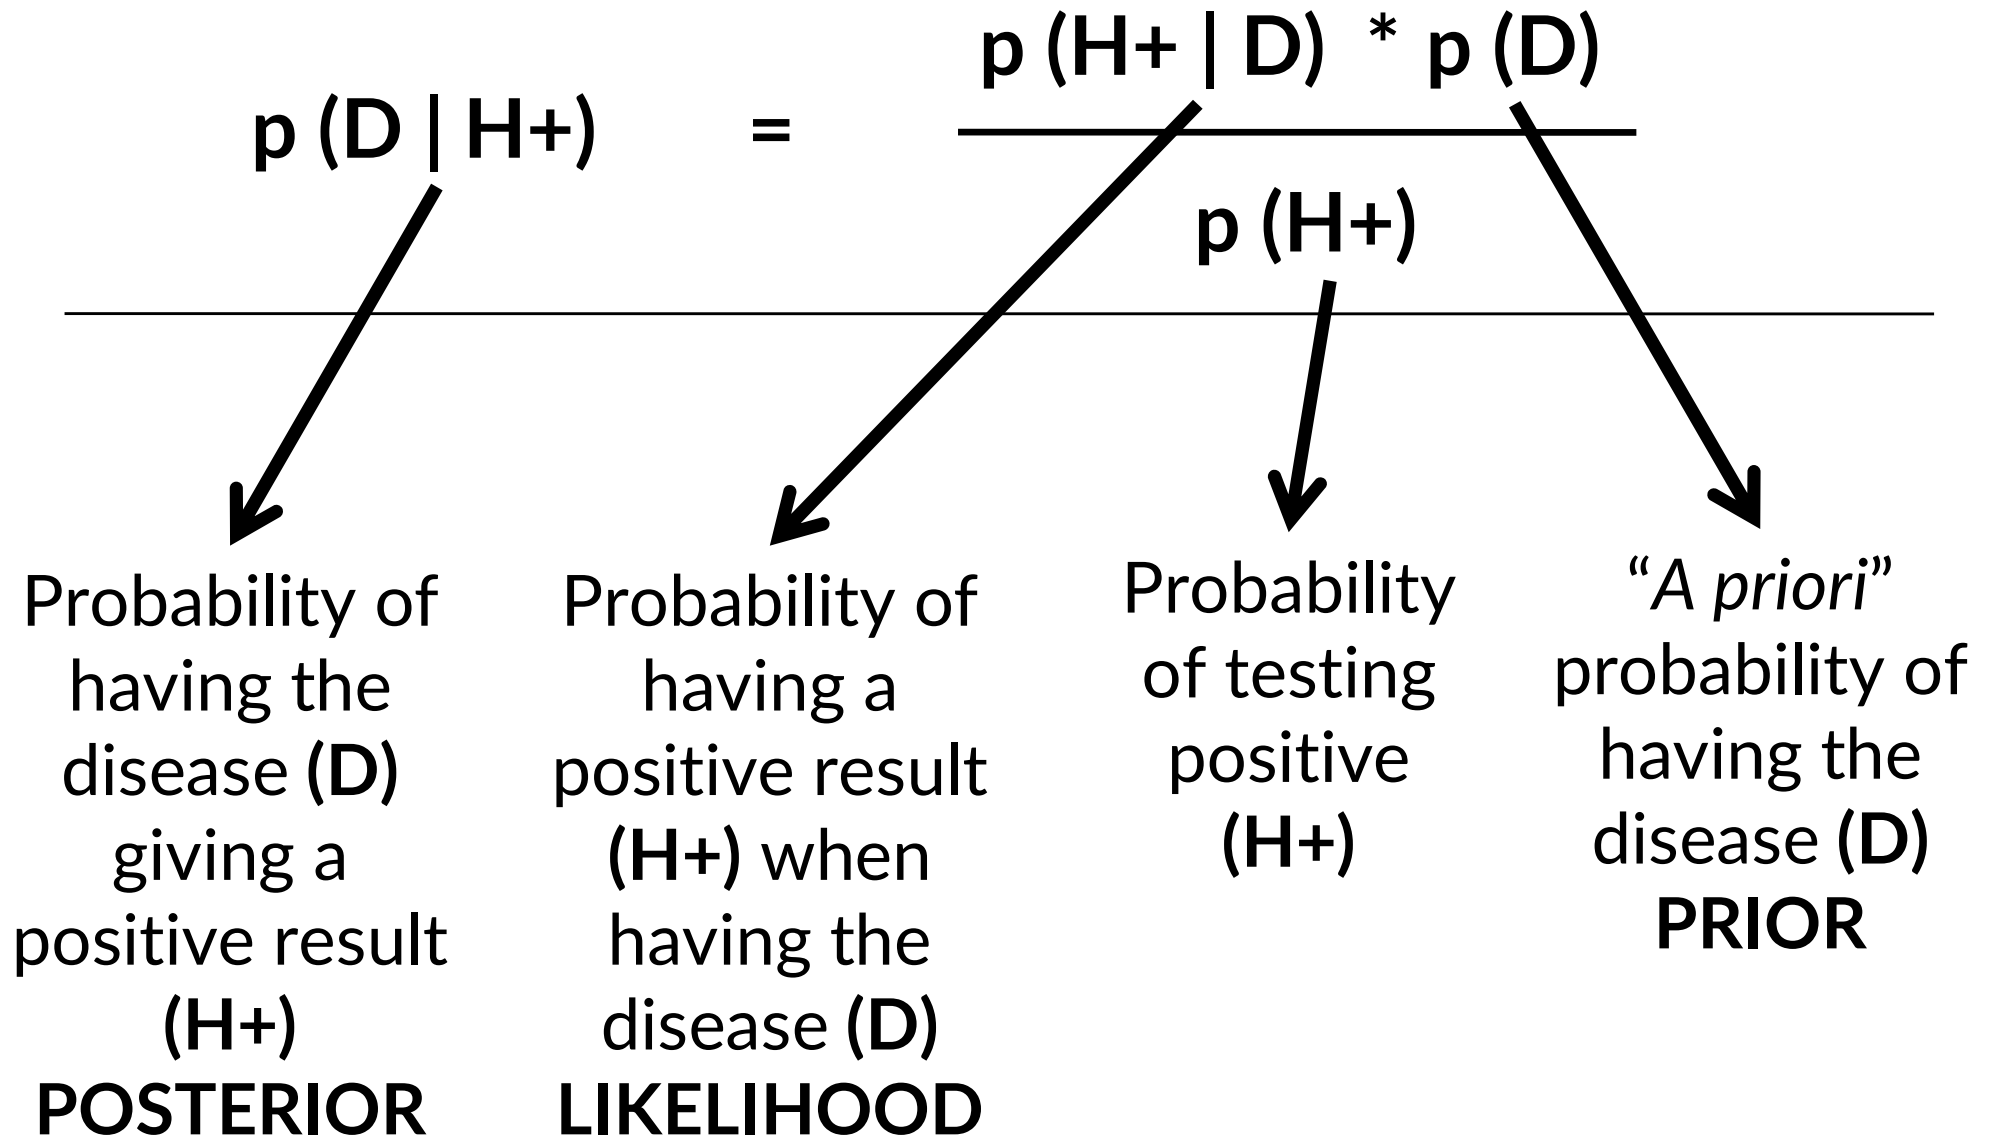 p (H+ | D) * p (D)
p (D | H+) =
p (H+)
Probability of
having the
disease (D)
giving a
positive result
(H+)
POSTERIOR
Probability of
having a
positive result
(H+) when
having the
disease (D)
LIKELIHOOD
Probability
of testing
positive
(H+)
“A priori”
probability of
having the
disease (D)
PRIOR